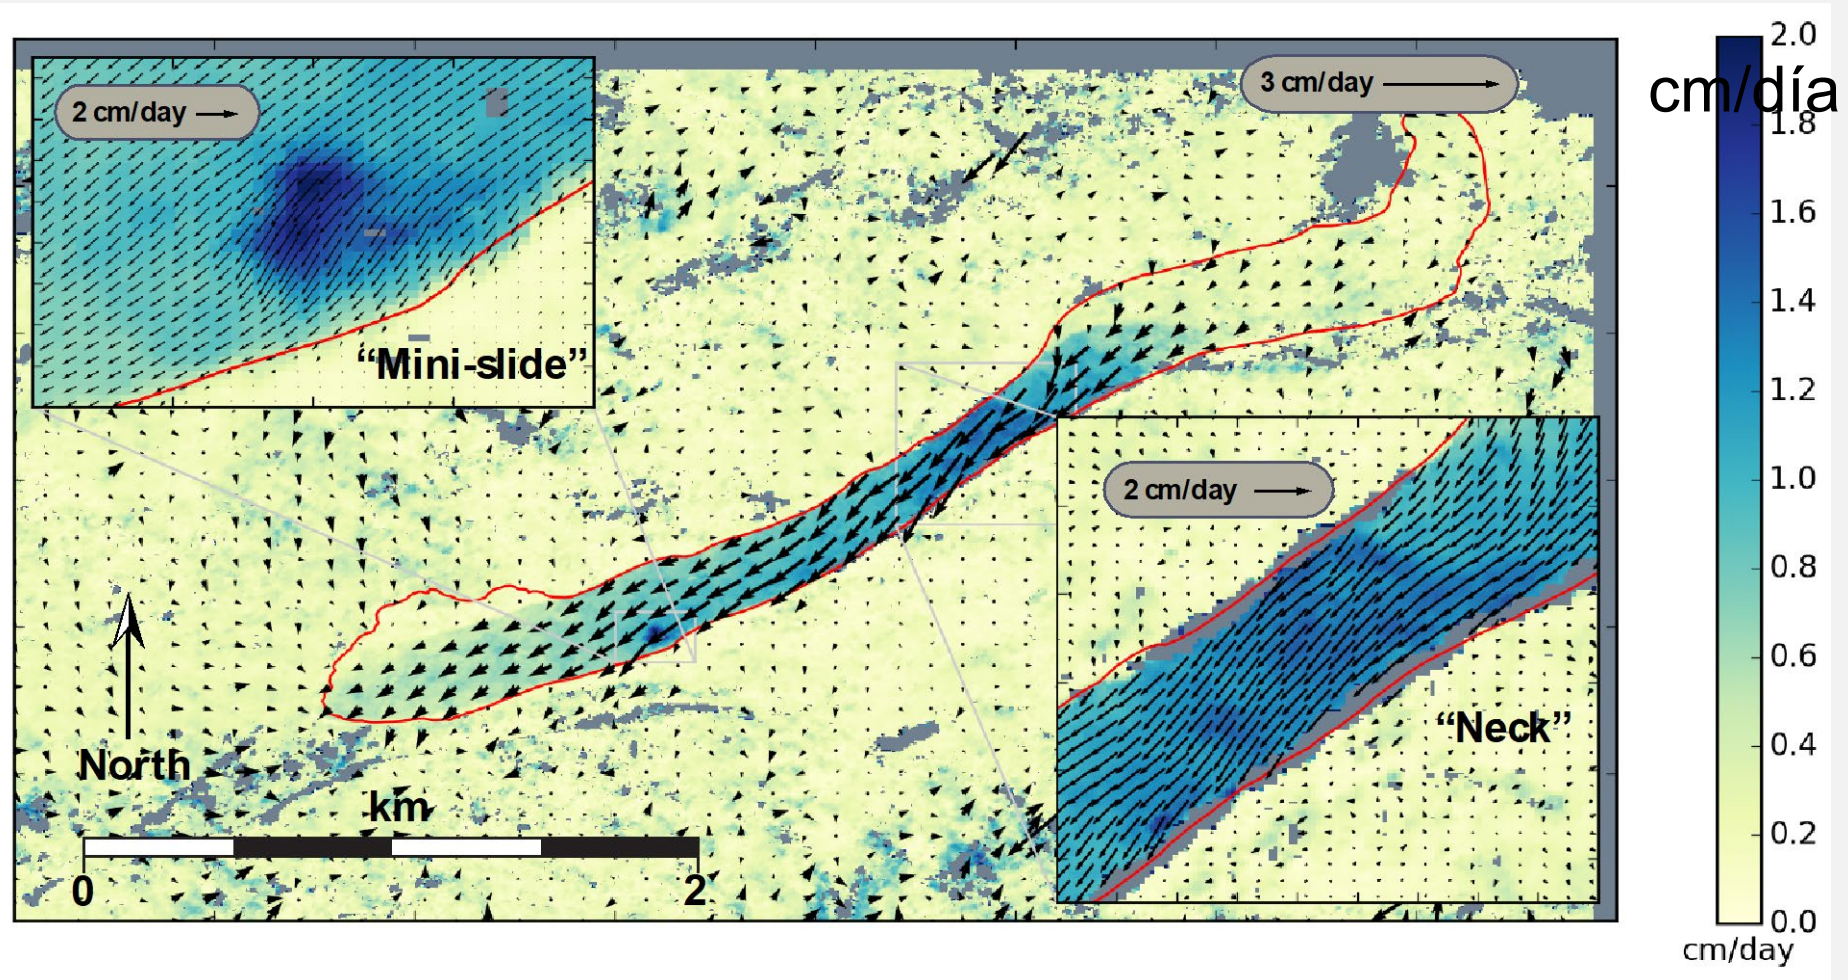 2 cm/day
“Mini-slide”
3 cm/day
2 cm/day
“Neck”
North
km
0
2
2.0
cm/día
1.8
1.6
1.4
1.2
1.0
0.8
0.6
0.4
0.2
0.0
cm/day